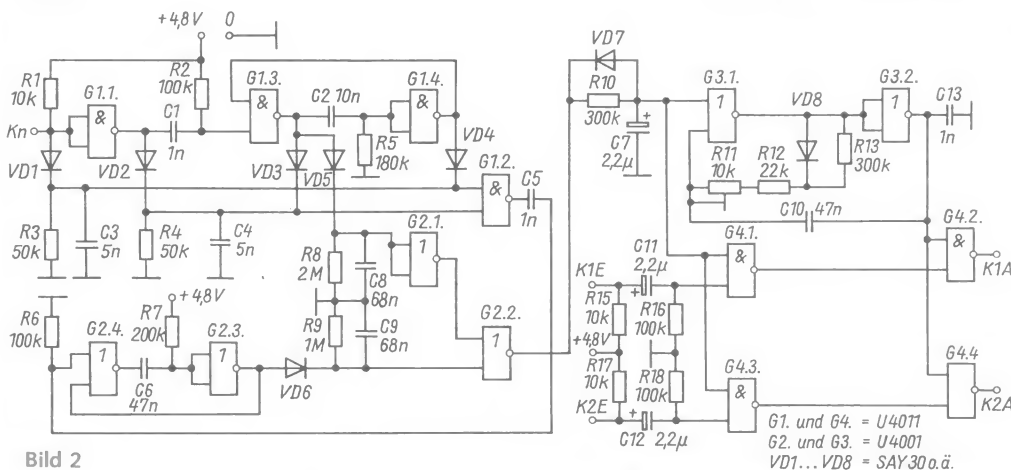 +4,8V
0
R1
10k
R2
100k
G1.1.
&
Kn
C1
1n
VD1
VD2
G1.3.
&
C2 10n
G1.4.
&
R5
180k
VD3
VD5
VD4
G1.2.
&
C5
1n
R3
50k
C3
5n
R4
50k
C4
5n
R8
2M
C8
68n
G2.1.
1
R9
1M
C9
68n
G2.2.
1
R6
100k
+4,8V
R7
200k
G2.4.
1
C6
47n
G2.3.
1
VD6
VD7
R10
300k
+
C7
2,2µ
G3.1.
1
VD8
G3.2.
1
C13
1n
R11
10k
R12
22k
R13
300k
C10
47n
G4.1.
&
G4.2.
&
K1A
K1E
C11
2,2µ
+
R15
10k
R16
100k
+4,8V
R17
10k
R18
100k
K2E
+
C12
2,2µ
G4.3.
&
G4.4
&
K2A
G1. und G4. = U4011
G2. und G3. = U4001
VD1...VD8 = SAY30 o.ä.
Bild 2